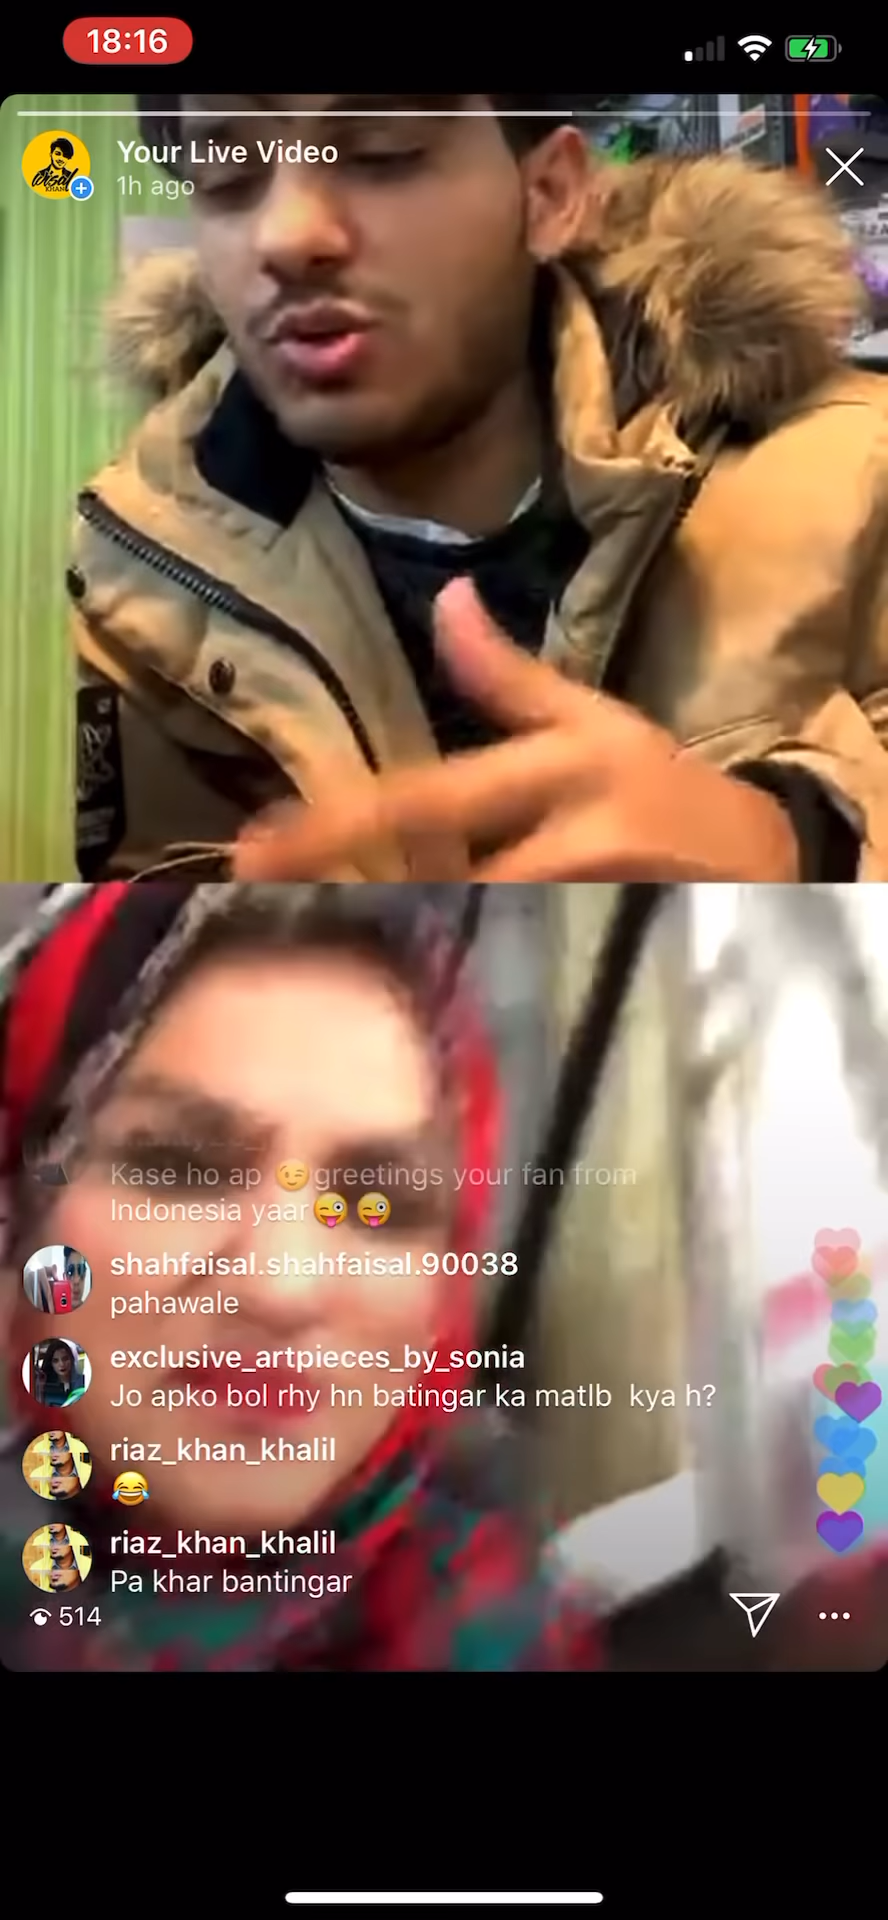 18:16
Your Live Video
1h ago
Kase ho ap 😉greetings your fan from
Indonesia yaar😜😜
shahfaisal.shahfaisal.90038
pahawale
exclusive_artpieces_by_sonia
Jo apko bol rhy hn batingar ka matlb kya h?
riaz_khan_khalil
😂
riaz_khan_khalil
Pa khar bantingar
514